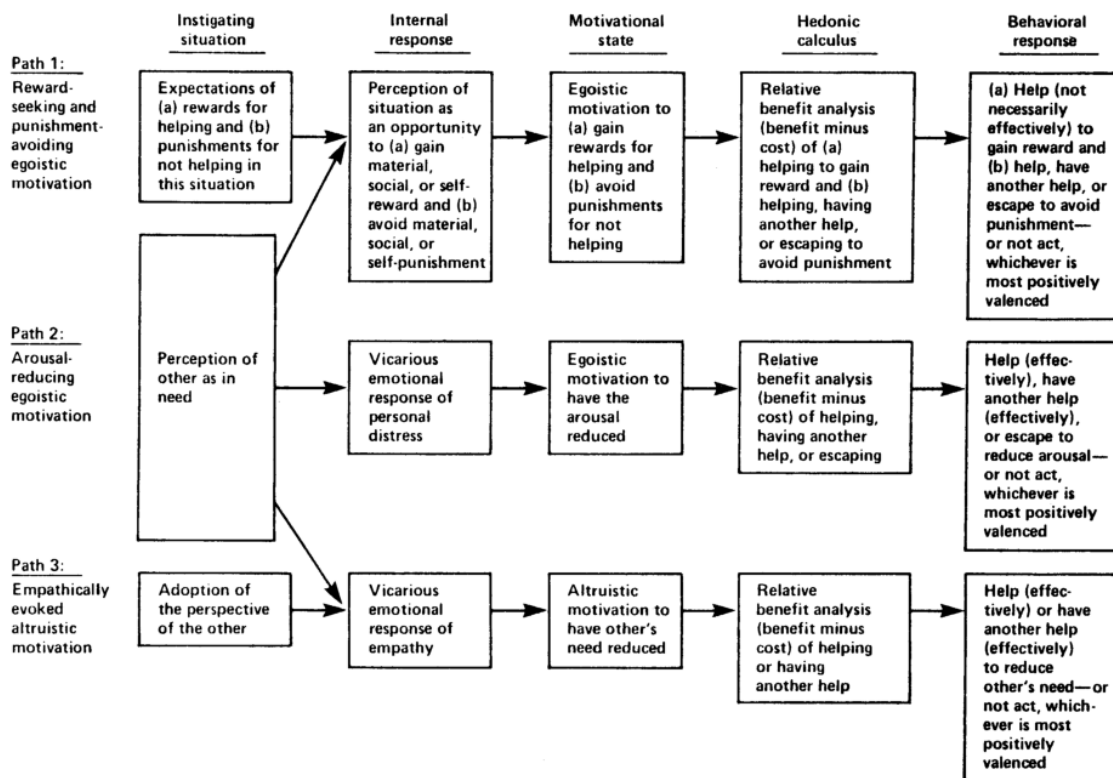 Instigating
situation
Internal
response
Motivational
state
Hedonic
calculus
Behavioral
response
Path 1:
Reward-
seeking and
punishment-
avoiding
egoistic
motivation
Expectations of
(a) rewards for
helping and (b)
punishments for
not helping in
this situation
Perception of
situation as
an opportunity
to (a) gain
material,
social, or self-
reward and (b)
avoid material,
social, or
self-punishment
Egoistic
motivation to
(a) gain
rewards for
helping and
(b) avoid
punishments
for not
helping
Relative
benefit analysis
(benefit minus
cost) of (a)
helping to gain
reward and (b)
helping, having
another help,
or escaping to
avoid punishment
(a) Help (not
necessarily
effectively) to
gain reward and
(b) help, have
another help, or
escape to avoid
punishment—
or not act,
whichever is
most positively
valenced
Path 2:
Arousal-
reducing
egoistic
motivation
Perception of
other as in
need
Vicarious
emotional
response of
personal
distress
Egoistic
motivation to
have the
arousal
reduced
Relative
benefit analysis
(benefit minus
cost) of helping,
having another
help, or escaping
Help (effec-
tively), have
another help
(effectively),
or escape to
reduce arousal—
or not act,
whichever is
most positively
valenced
Path 3:
Empathically
evoked
altruistic
motivation
Adoption of
the perspective
of the other
Vicarious
emotional
response of
empathy
Altruistic
motivation to
have other's
need reduced
Relative
benefit analysis
(benefit minus
cost) of helping
or having
another help
Help (effec-
tively) or have
another help
(effectively)
to reduce
other's need—or
not act, which-
ever is most
positively
valenced